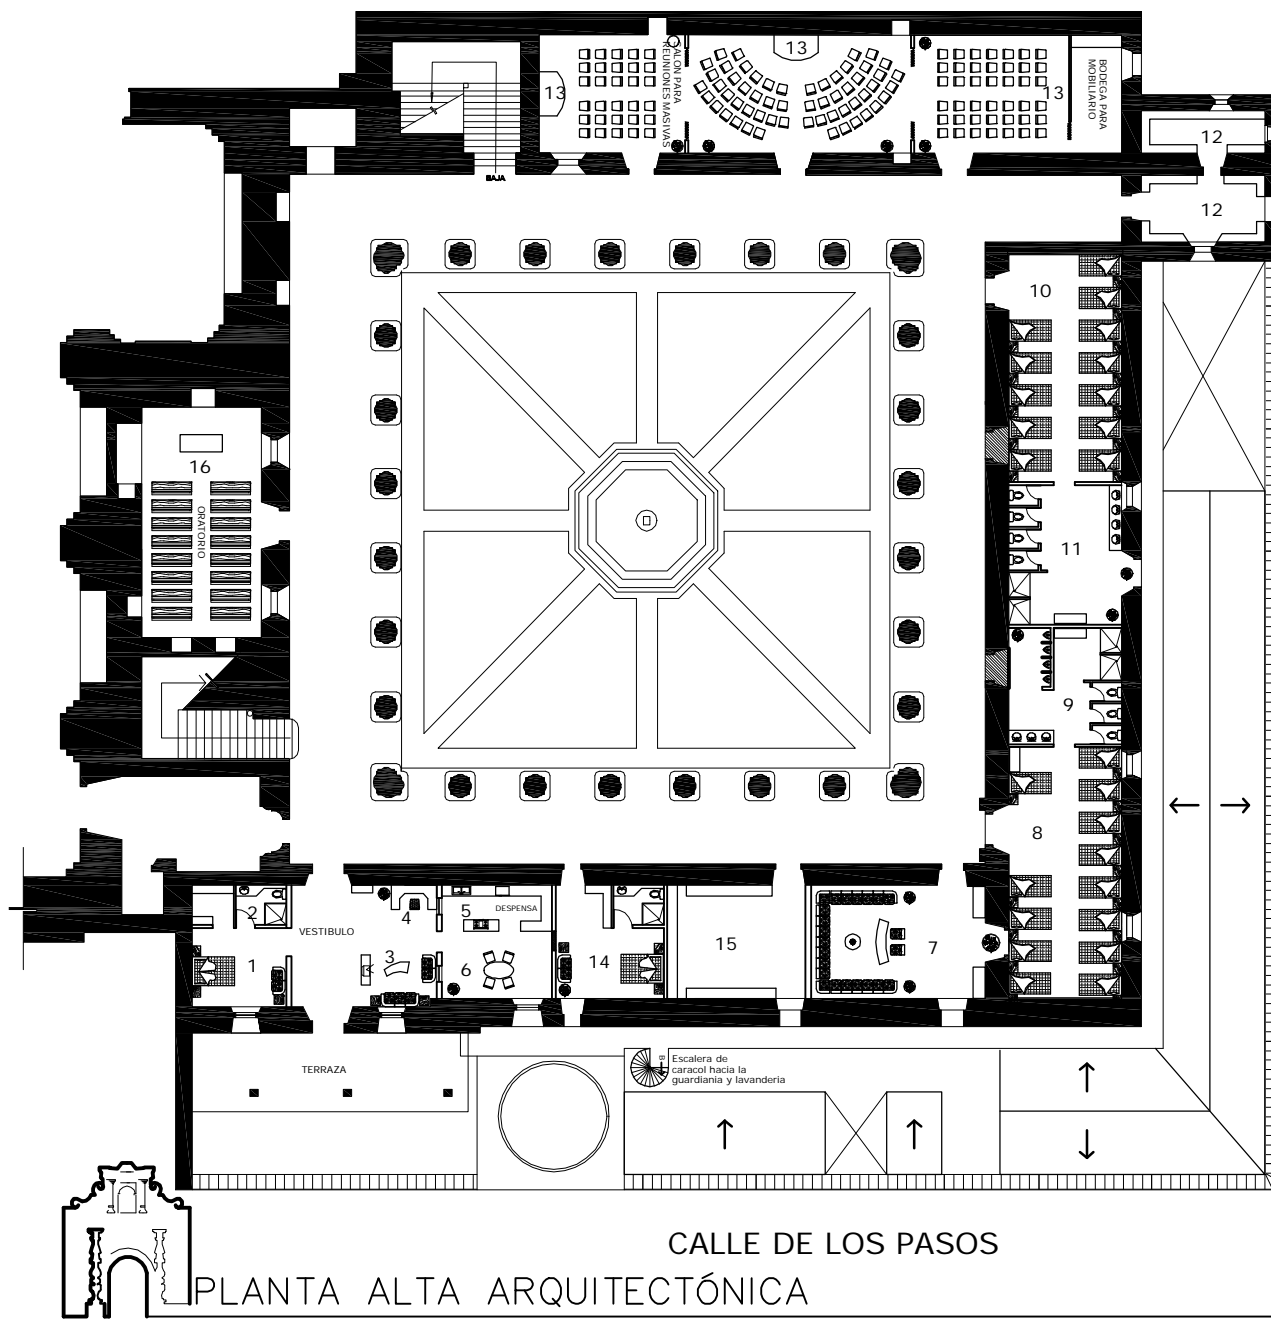 13
13
13
SALON PARA
REUNIONES MASIVAS
BODEGA PARA
MOBILIARIO
12
12
BAJA
10
16
ORATORIO
11
9
8
2
VESTIBULO
4
5
DESPENSA
1
3
6
14
15
7
TERRAZA
B
Escalera de
caracol hacia la
guardiania y lavanderia
CALLE DE LOS PASOS
PLANTA ALTA ARQUITECTÓNICA